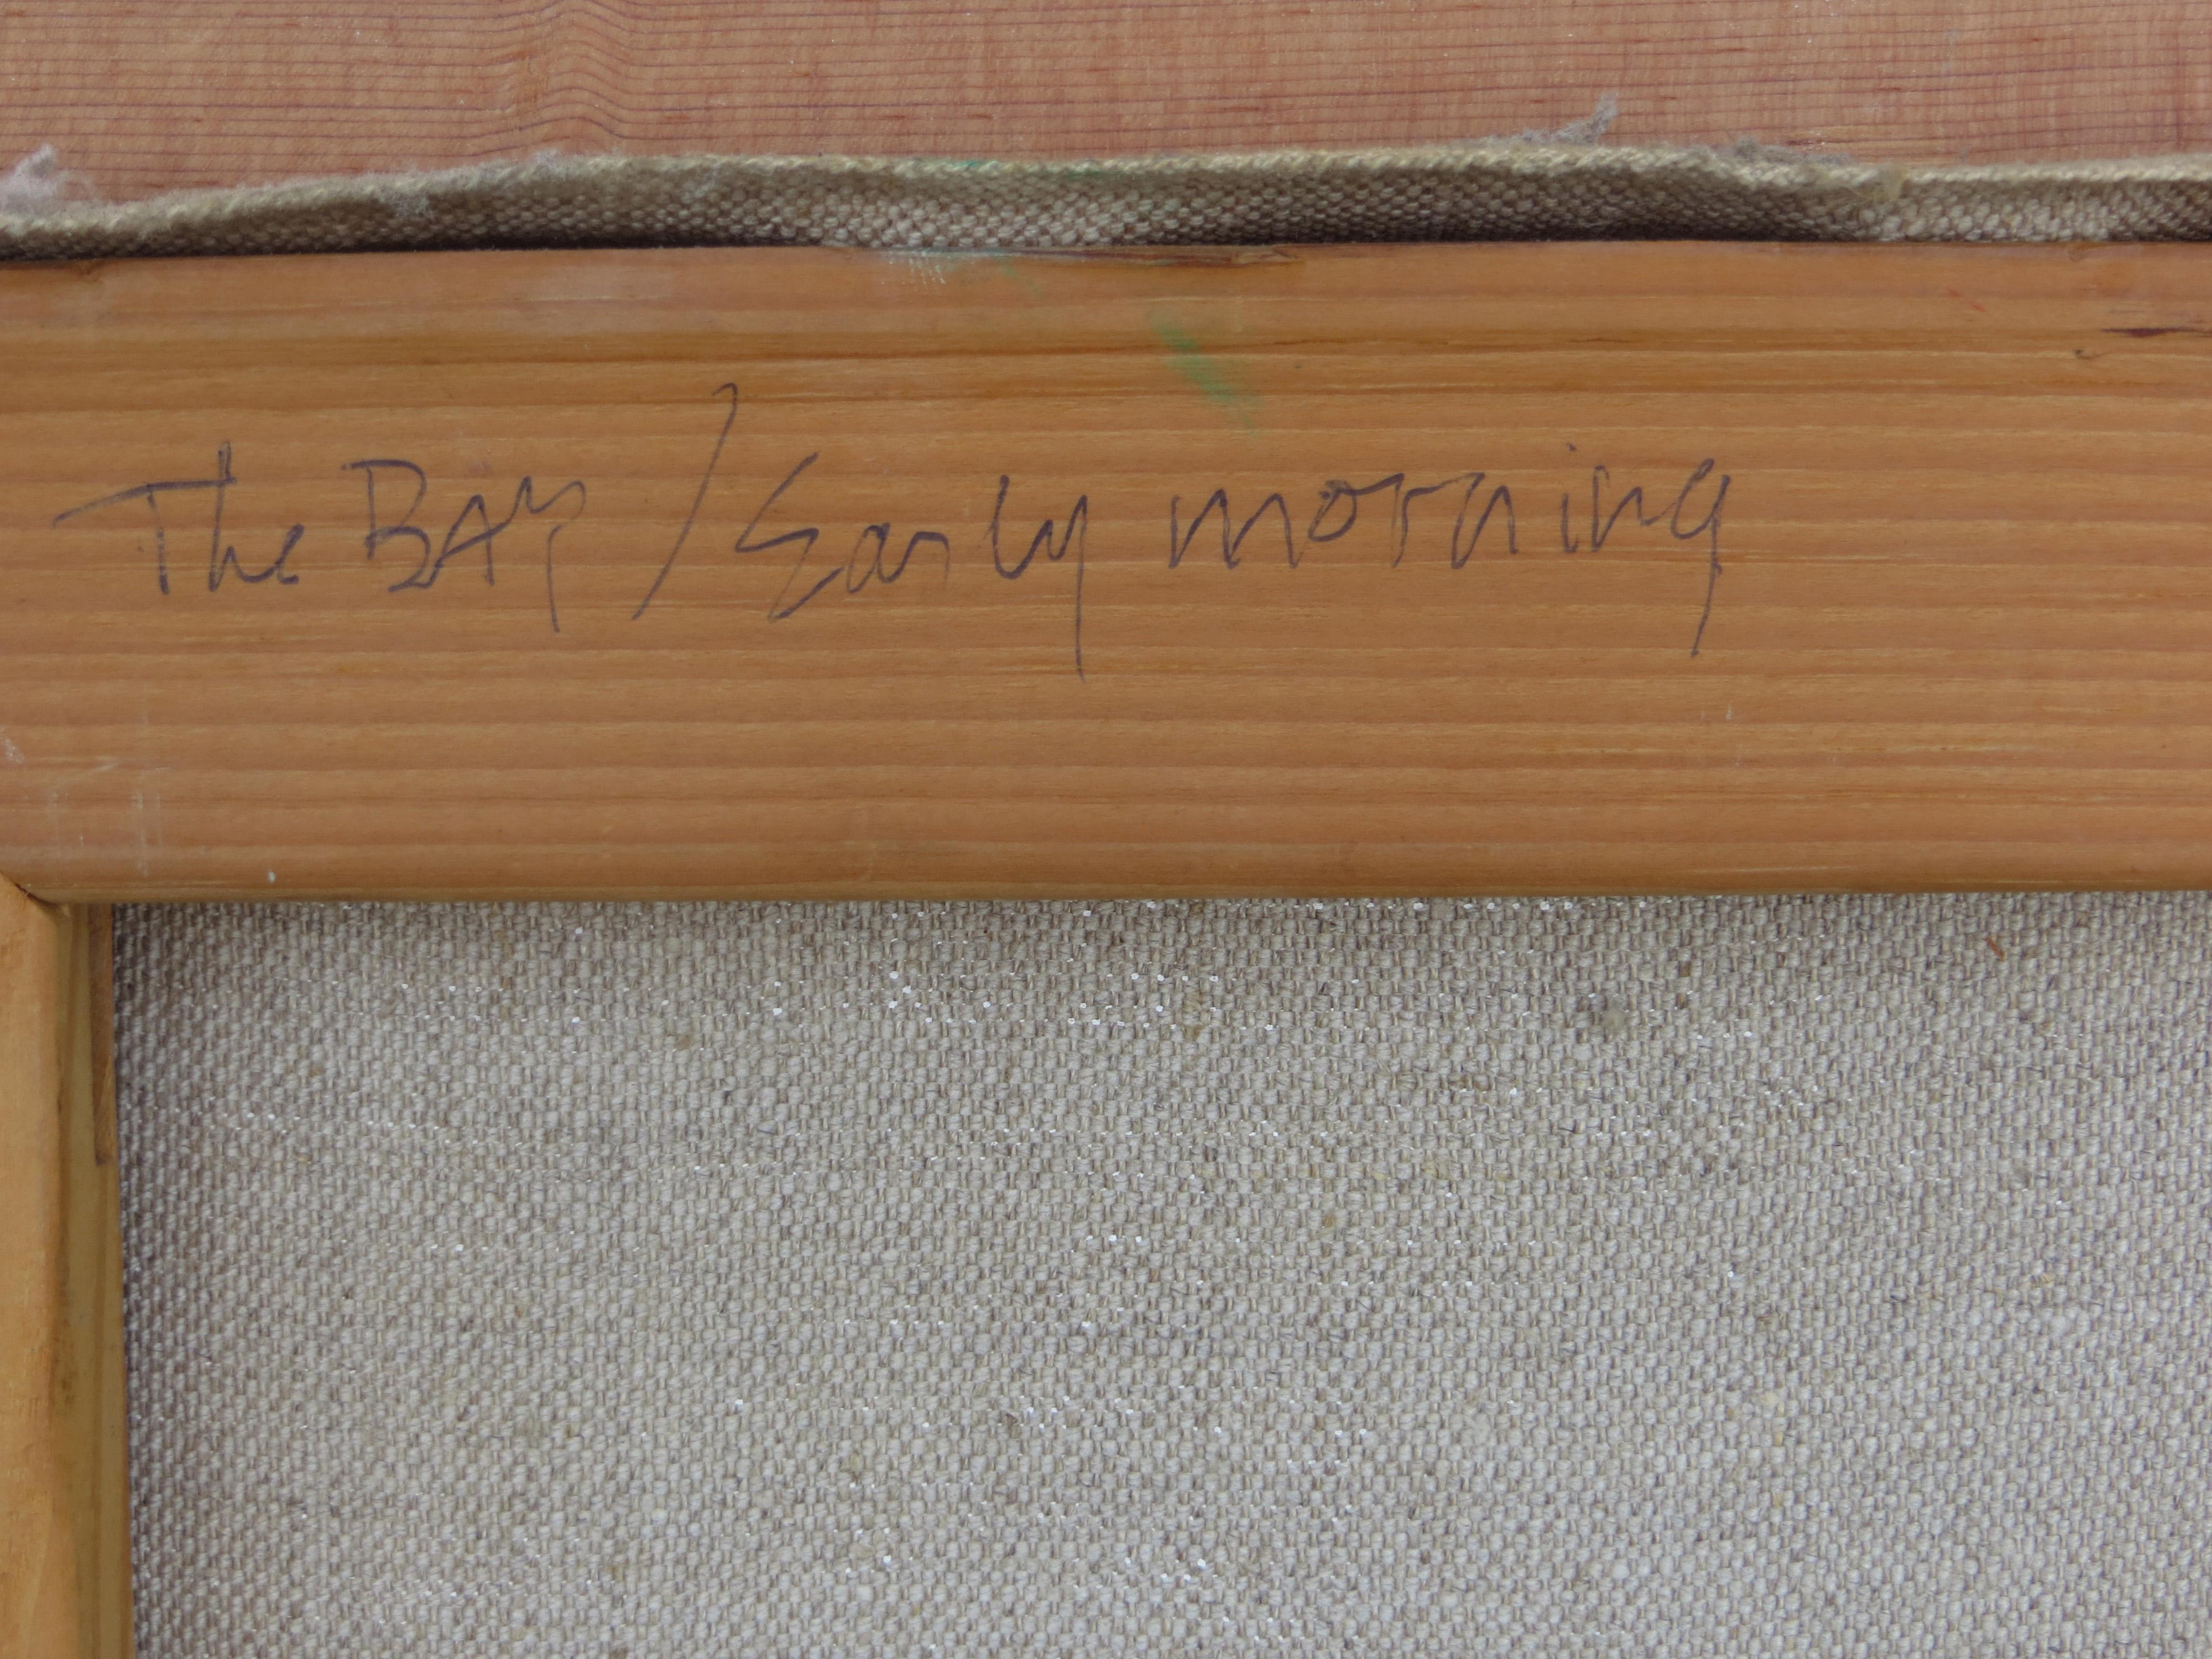 The BAy / Early morning